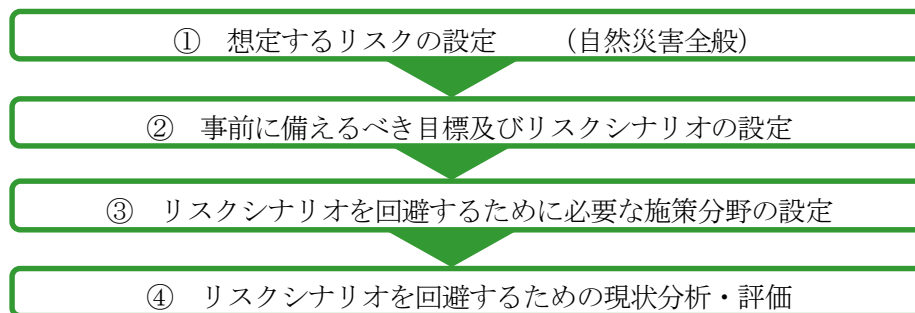 ① 想定するリスクの設定 （自然災害全般）
② 事前に備えるべき目標及びリスクシナリオの設定
③ リスクシナリオを回避するために必要な施策分野の設定
④ リスクシナリオを回避するための現状分析・評価